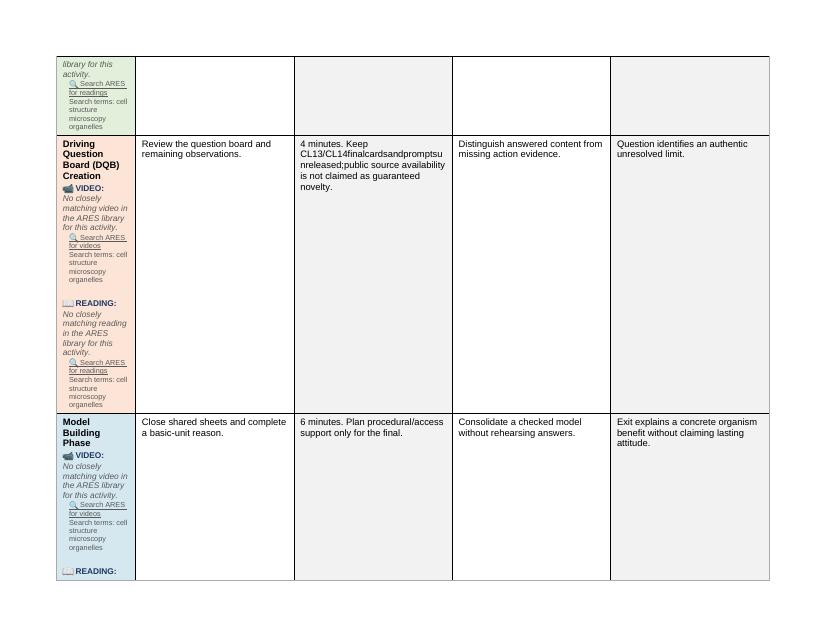 library for this
activity.
🔍 Search ARES
for readings
Search terms: cell
structure
microscopy
organelles
Driving
Question
Board (DQB)
Creation
📹 VIDEO:
No closely
matching video in
the ARES library
for this activity.
🔍 Search ARES
for videos
Search terms: cell
structure
microscopy
organelles
📖 READING:
No closely
matching reading
in the ARES
library for this
activity.
🔍 Search ARES
for readings
Search terms: cell
structure
microscopy
organelles
Review the question board and
remaining observations.
4 minutes. Keep
CL13/CL14finalcardsandpromptsu
nreleased;public source availability
is not claimed as guaranteed
novelty.
Distinguish answered content from
missing action evidence.
Question identifies an authentic
unresolved limit.
Model
Building
Phase
📹 VIDEO:
No closely
matching video in
the ARES library
for this activity.
🔍 Search ARES
for videos
Search terms: cell
structure
microscopy
organelles
📖 READING:
Close shared sheets and complete
a basic-unit reason.
6 minutes. Plan procedural/access
support only for the final.
Consolidate a checked model
without rehearsing answers.
Exit explains a concrete organism
benefit without claiming lasting
attitude.